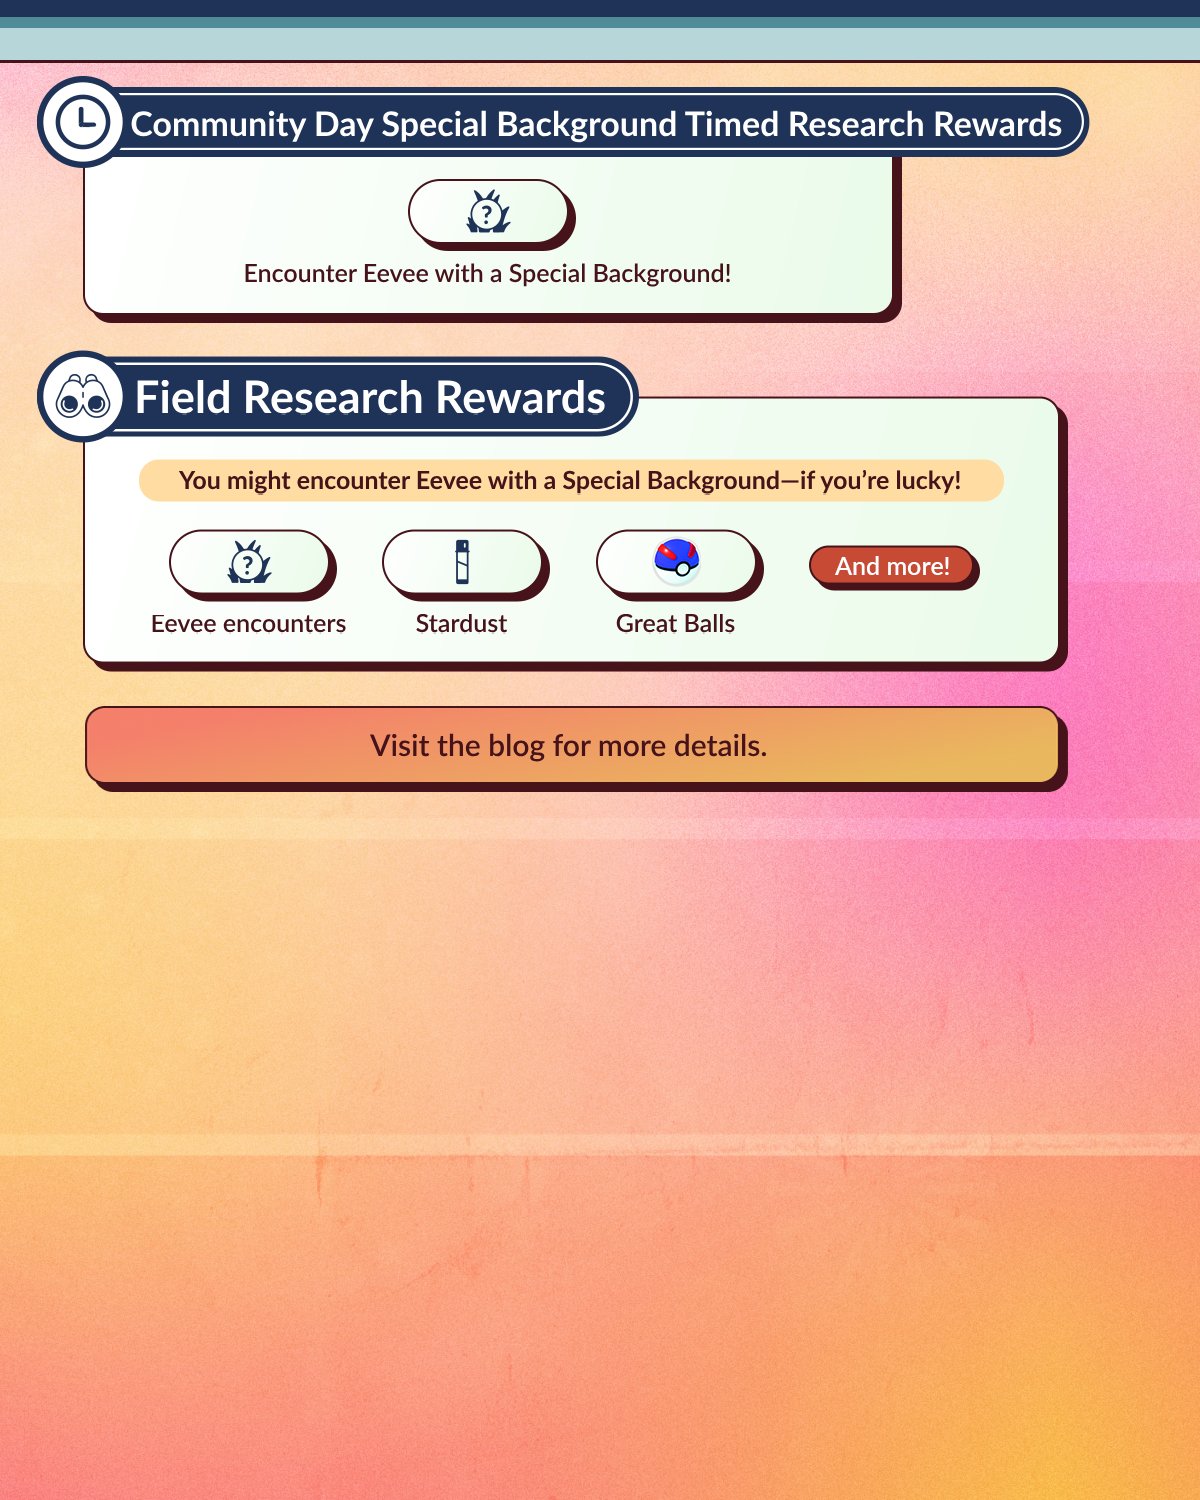 Community Day Special Background Timed Research Rewards
Encounter Eevee with a Special Background!
Field Research Rewards
You might encounter Eevee with a Special Background—if you’re lucky!
Eevee encounters
Stardust
Great Balls
And more!
Visit the blog for more details.